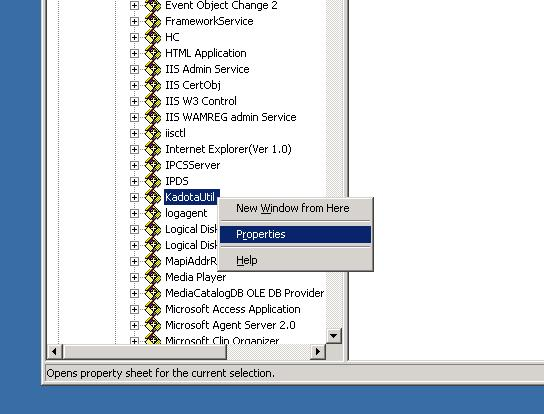 Event Object Change 2
FrameworkService
HC
HTML Application
IIS Admin Service
IIS CertObj
IIS W3 Control
IIS WAMREG admin Service
iisctl
Internet Explorer(Ver 1.0)
IPCSServer
IPDS
KadotaUtil
New Window from Here
logagent
Logical Disk
Properties
Logical Disk
Help
MapiAddrR
Media Player
MediaCatalogDB OLE DB Provider
Microsoft Access Application
Microsoft Agent Server 2.0
Microsoft Clip Organizer
Opens property sheet for the current selection.